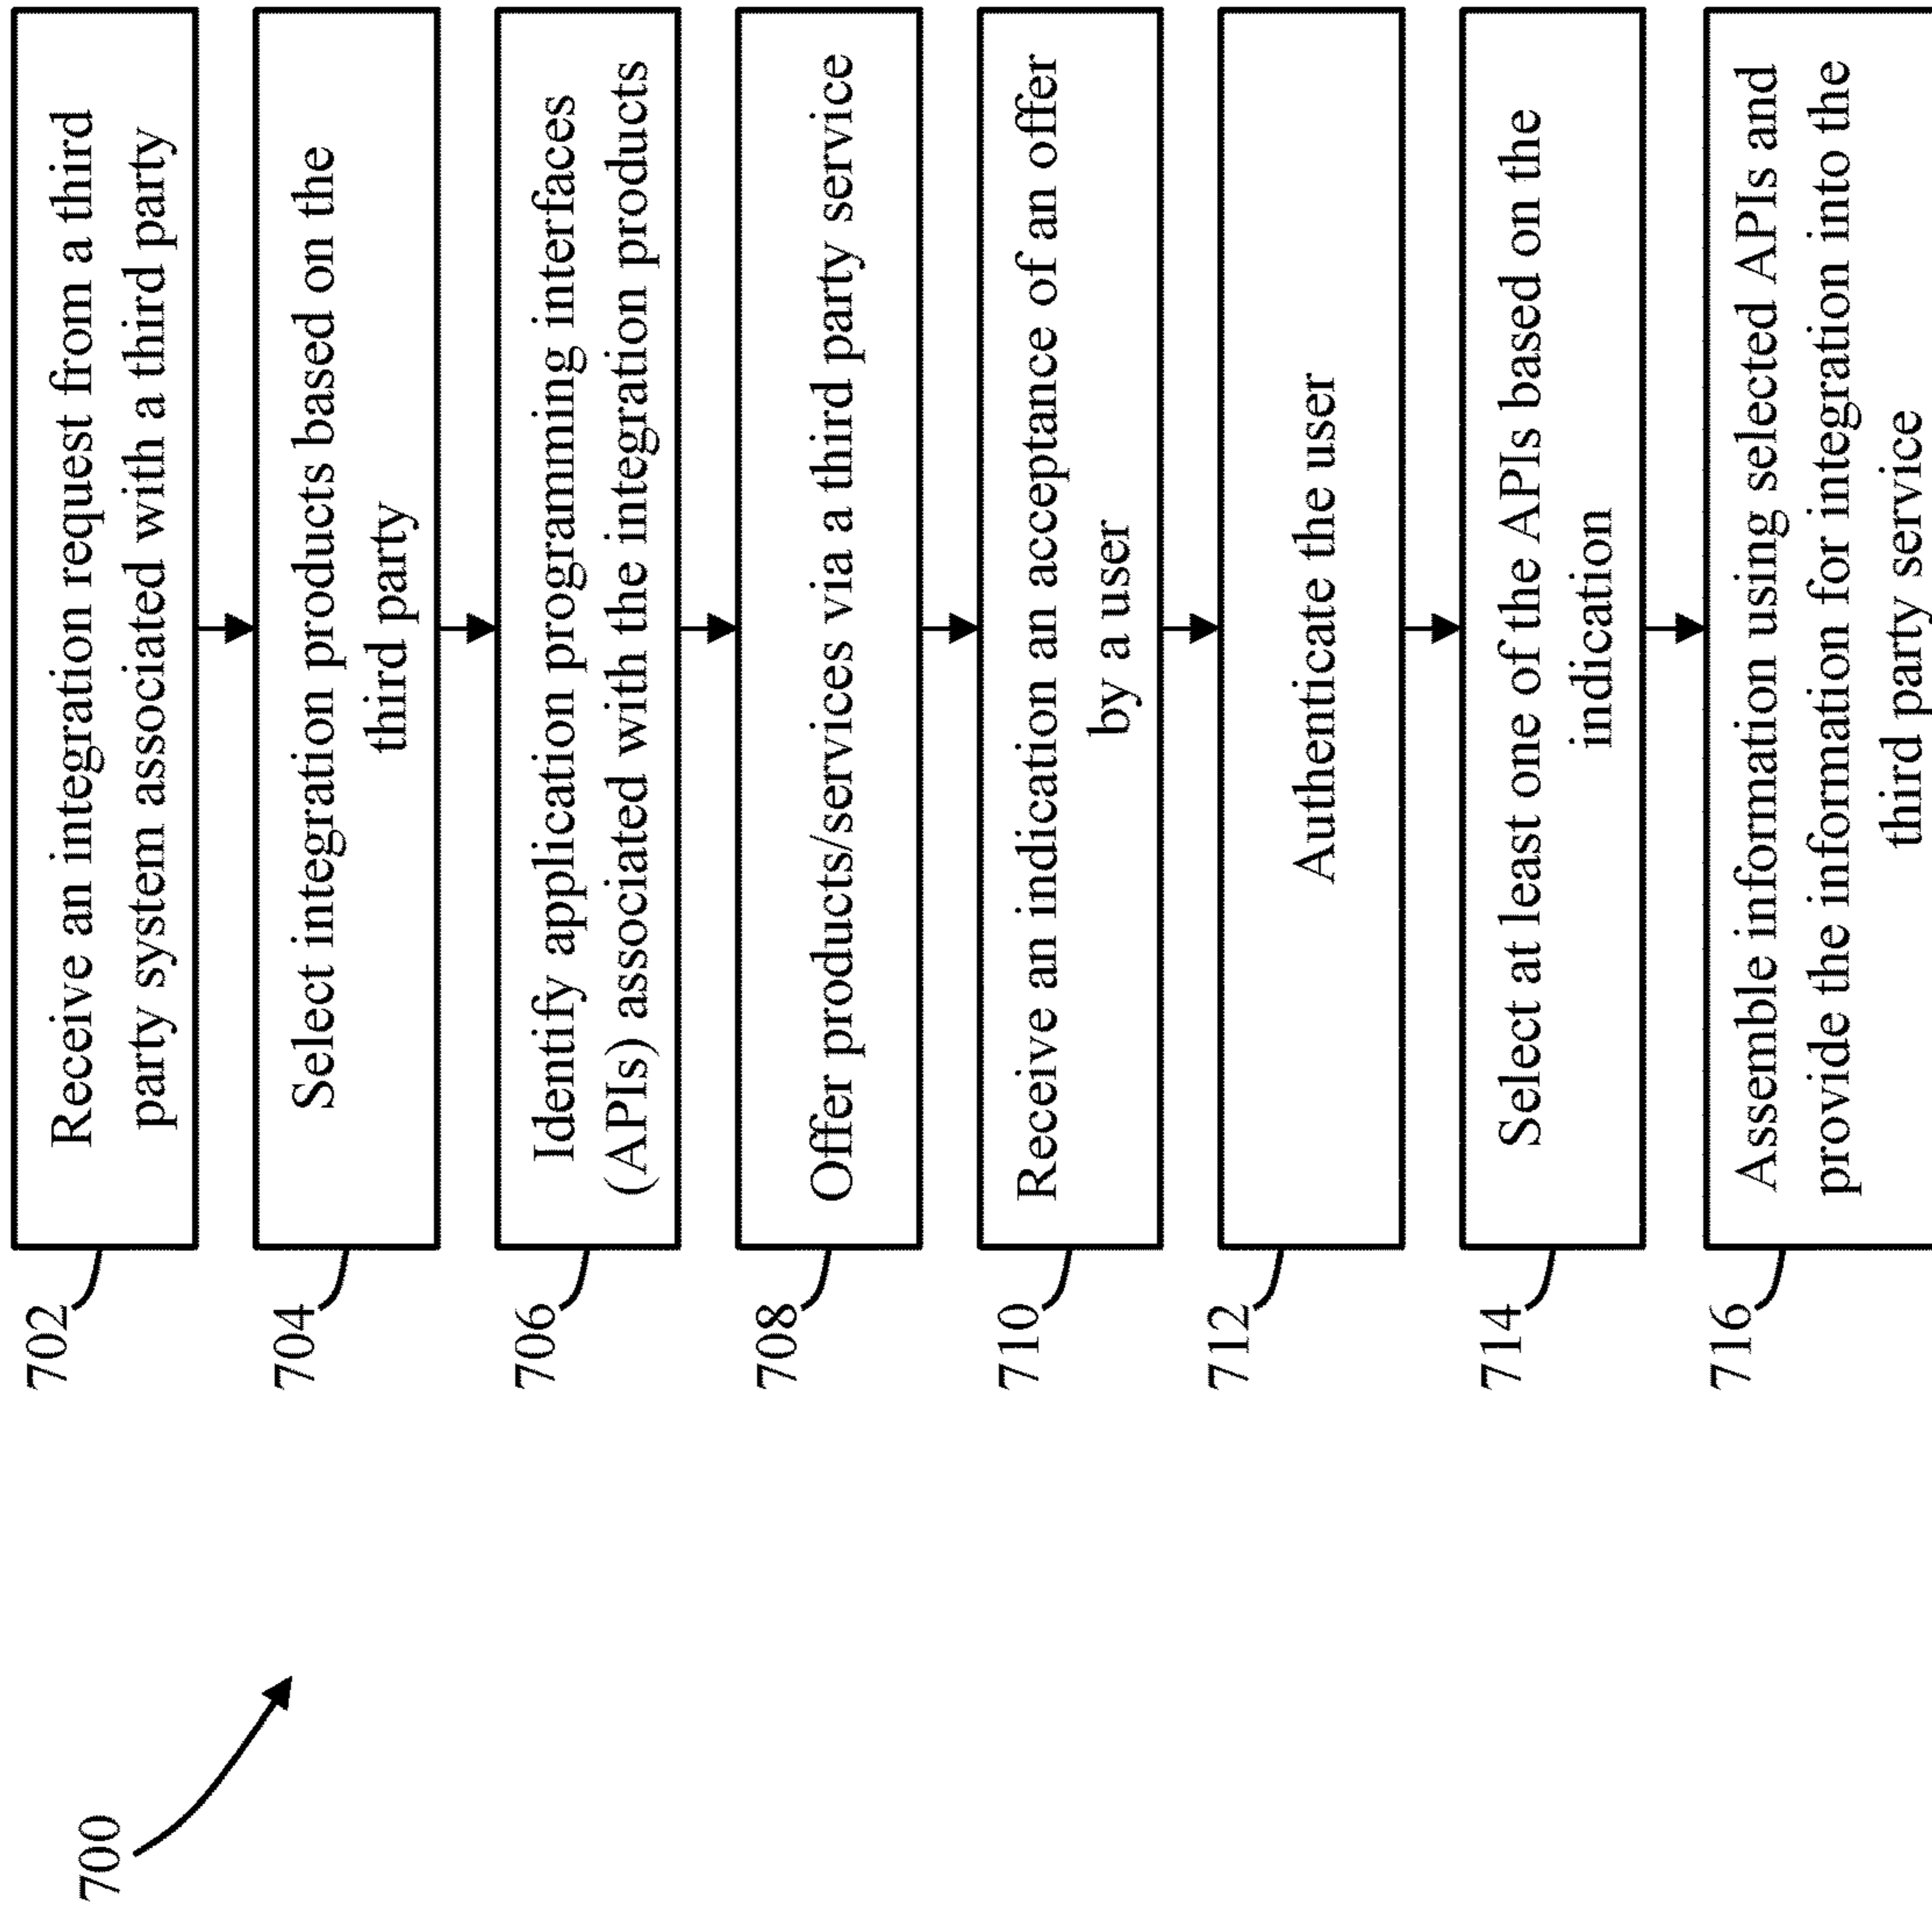 700
702
Receive an integration request from a third
party system associated with a third party
704
Select integration products based on the
third party
706
Identify application programming interfaces
(APIs) associated with the integration products
708
Offer products/services via a third party service
710
Receive an indication an acceptance of an offer
by a user
712
Authenticate the user
714
Select at least one of the APIs based on the
indication
716
Assemble information using selected APIs and
provide the information for integration into the
third party service